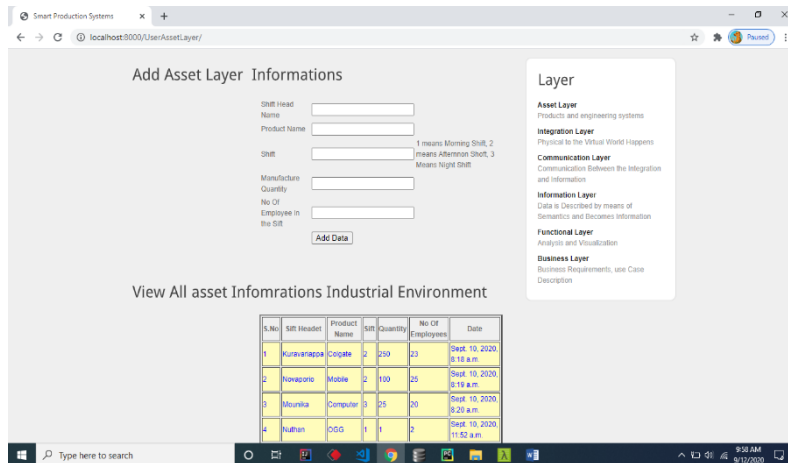 Smart Production Systems
localhost:8000/UserAssetLayer/
Paused
Add Asset Layer Informations
Shift Head
Name
Product Name
Shift
1 means Morning Shift, 2
means Afternnon Shoft, 3
Means Night Shift
Manufacture
Quantity
No Of
Employee in
the Sift
Add Data
Layer
Asset Layer
Products and engineering systems
Integration Layer
Physical to the Virtual World Happens
Communication Layer
Communication Between the Integration
and Information
Information Layer
Data is Described by means of
Semantics and Becomes Information
Functional Layer
Analysis and Visualization
Business Layer
Business Requirements, use Case
Description
View All asset Infomrations Industrial Environment
S.No Sift Headet Product Name Sift Quantity No Of Employees Date
1 Kuravanappa Colgate 2 250 23 Sept. 10, 2020, 8:18 a.m.
2 Novaporio Mobile 2 100 25 Sept. 10, 2020, 8:19 a.m.
3 Mounika Computer 3 25 20 Sept. 10, 2020, 8:20 a.m.
4 Nuthan OGG 1 1 2 Sept. 10, 2020, 11:52 a.m.
Type here to search
9:58 AM
9/12/2020